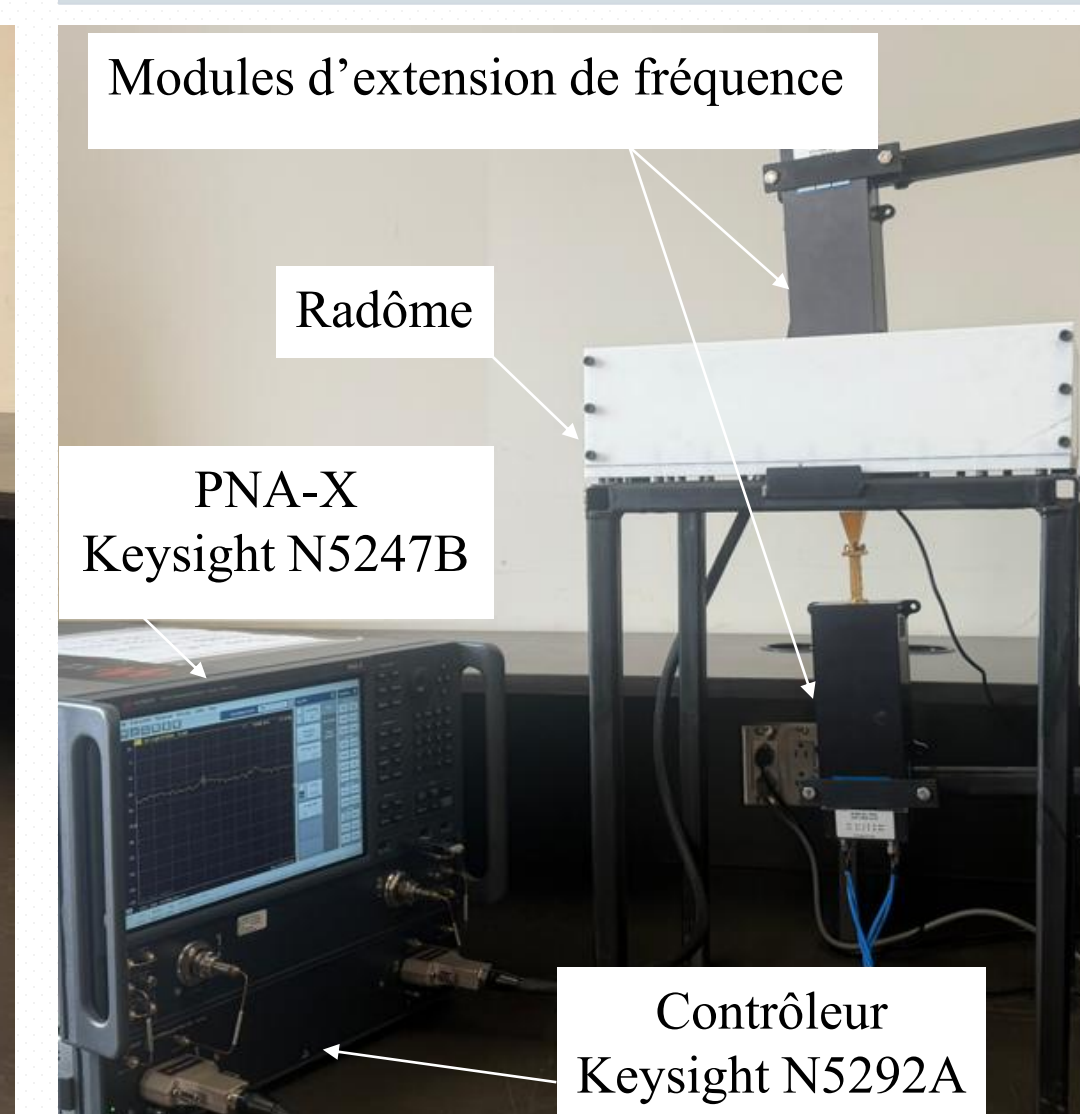 Modules d’extension de fréquence
Radôme
PNA-X
Keysight N5247B
Contrôleur
Keysight N5292A